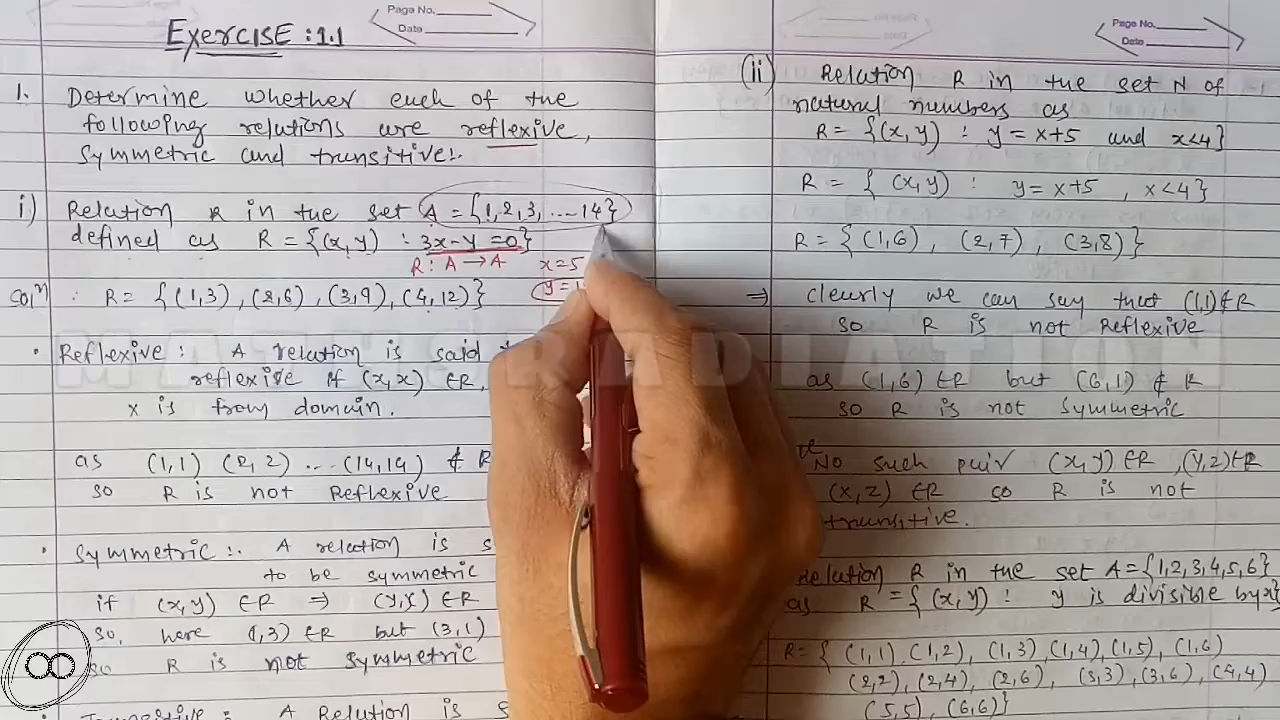 Page No.
Date
Exercise : 1.1
1. Determine whether each of the
following relations are reflexive,
symmetric and transitive:.
i) Relation R in the set A = {1,2,3, ....14}
defined as R = {(x,y) : 3x-y =0}
R : A → A x=5
y=1
Solⁿ : R = {(1,3), (2,6), (3,9), (4,12)}
• Reflexive : A relation is said
reflexive if (x,x) ∈R,
x is from domain.
as (1,1) (2,2) ...(14,14) ∉ R
so R is not Reflexive
• Symmetric :. A relation is s
to be symmetric
if (x,y) ∈R ⇒ (y,x) ∈R
so, here (1,3) ∈R but (3,1)
so R is not symmetric
: A Relation is s
Page No.
Date
(ii) Relation R in the set N of
natural numbers as
R= {(x,y) : y = x+5 and x<4}
R = { (x,y) : y=x+5 , x<4}
R = { (1,6) , (2,7) , (3,8)}
⇒ clearly we can say that (1,1)∉R
so R is not Reflexive
as (1,6) ∈R but (6,1) ∉ R
so R is not symmetric
No such pair (x,y) ∈R ,(y,z)∈R
(x,z) ∈R so R is not
transitive.
Relation R in the set A={1,2,3,4,5,6}
as R = { (x,y) : y is divisible by x}
R= { (1,1) (1,2), (1,3) (1,4), (1,5), (1,6)
(2,2), (2,4), (2,6), (3,3), (3,6), (4,4)
(5,5), (6,6)}
MATHS RADIATION